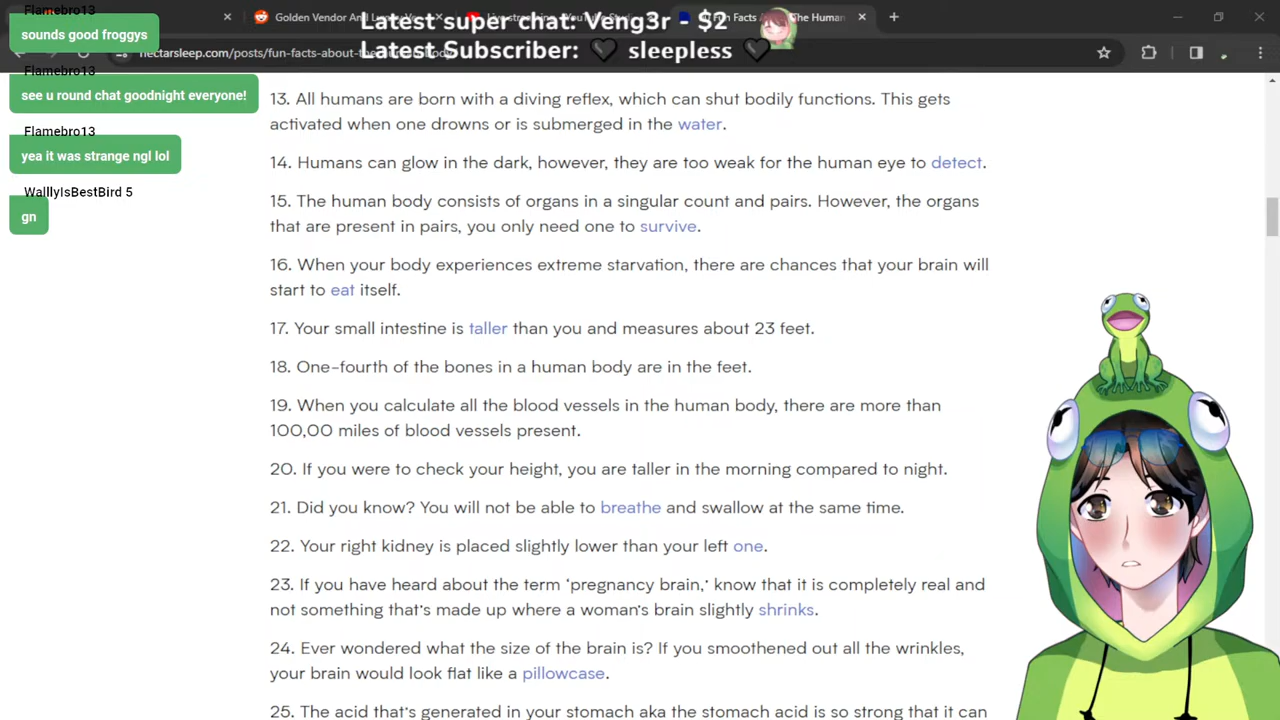 Flamebro13
sounds good froggys
Flamebro13
see u round chat goodnight everyone!
Flamebro13
yea it was strange ngl lol
WalllyIsBestBird 5
gn
Golden Vendor And
The Human
Latest super chat: veng3r - $2
Latest Subscriber: 🖤 sleepless 🖤
nectarsleep.com/posts/fun-facts-about-the
13. All humans are born with a diving reflex, which can shut bodily functions. This gets
activated when one drowns or is submerged in the water.
14. Humans can glow in the dark, however, they are too weak for the human eye to detect.
15. The human body consists of organs in a singular count and pairs. However, the organs
that are present in pairs, you only need one to survive.
16. When your body experiences extreme starvation, there are chances that your brain will
start to eat itself.
17. Your small intestine is taller than you and measures about 23 feet.
18. One-fourth of the bones in a human body are in the feet.
19. When you calculate all the blood vessels in the human body, there are more than
100,00 miles of blood vessels present.
20. If you were to check your height, you are taller in the morning compared to night.
21. Did you know? You will not be able to breathe and swallow at the same time.
22. Your right kidney is placed slightly lower than your left one.
23. If you have heard about the term ‘pregnancy brain,’ know that it is completely real and
not something that's made up where a woman's brain slightly shrinks.
24. Ever wondered what the size of the brain is? If you smoothened out all the wrinkles,
your brain would look flat like a pillowcase.
25. The acid that's generated in your stomach aka the stomach acid is so strong that it can